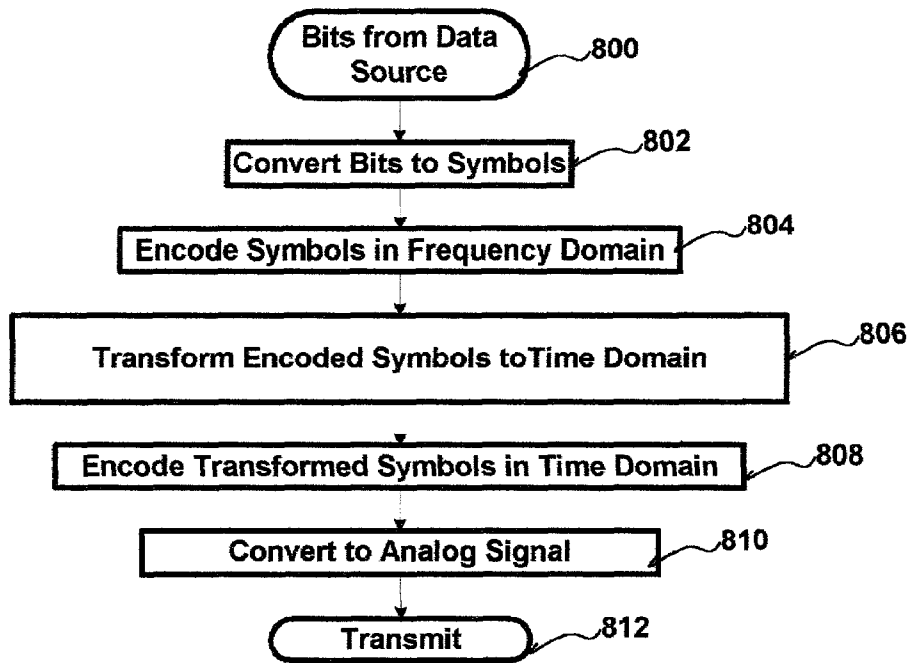 Bits from Data
Source
800
Convert Bits to Symbols
802
Encode Symbols in Frequency Domain
804
Transform Encoded Symbols toTime Domain
806
Encode Transformed Symbols in Time Domain
808
Convert to Analog Signal
810
Transmit
812